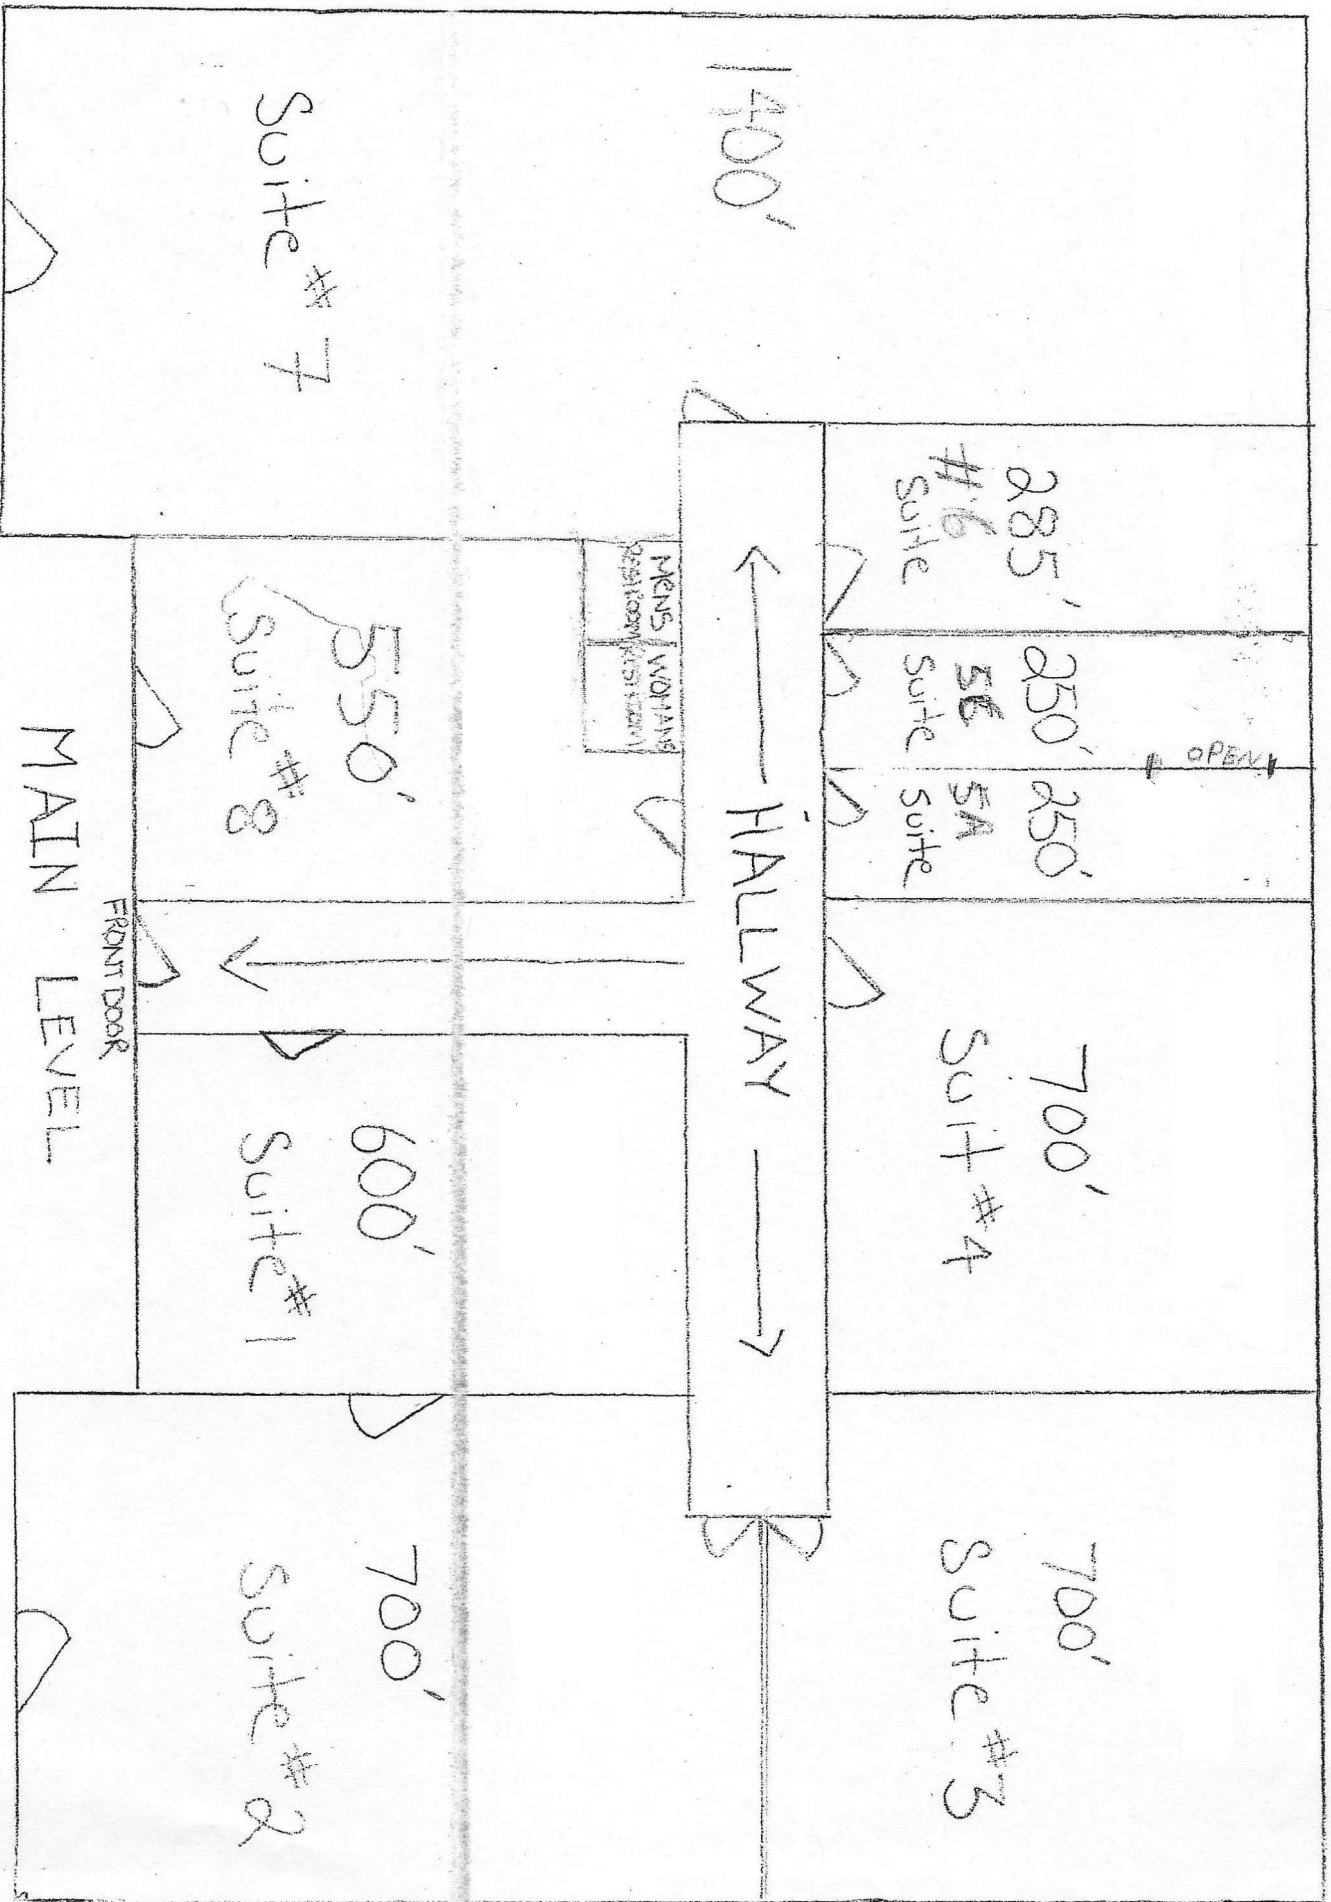 1400'
Suite #7
285'
#6
Suite
250'
Suite
OPEN
250'
5A
Suite
700'
Suit #4
700'
Suite #3
HALLWAY
MENS
RESTROOM
WOMANS
RESTROOM
550'
Suite #8
600'
Suite #1
700'
Suite #2
FRONT DOOR
MAIN LEVEL